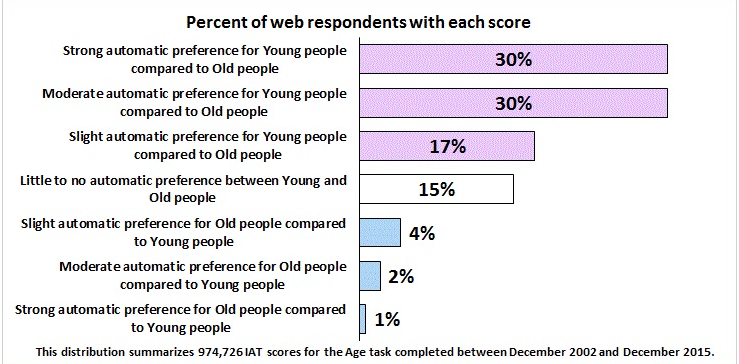 Percent of web respondents with each score
Strong automatic preference for Young people
compared to Old people
30%
Moderate automatic preference for Young people
compared to Old people
30%
Slight automatic preference for Young people
compared to Old people
17%
Little to no automatic preference between Young and
Old people
15%
Slight automatic preference for Old people compared
to Young people
4%
Moderate automatic preference for Old people
compared to Young people
2%
Strong automatic preference for Old people compared
to Young people
1%
This distribution summarizes 974,726 IAT scores for the Age task completed between December 2002 and December 2015.